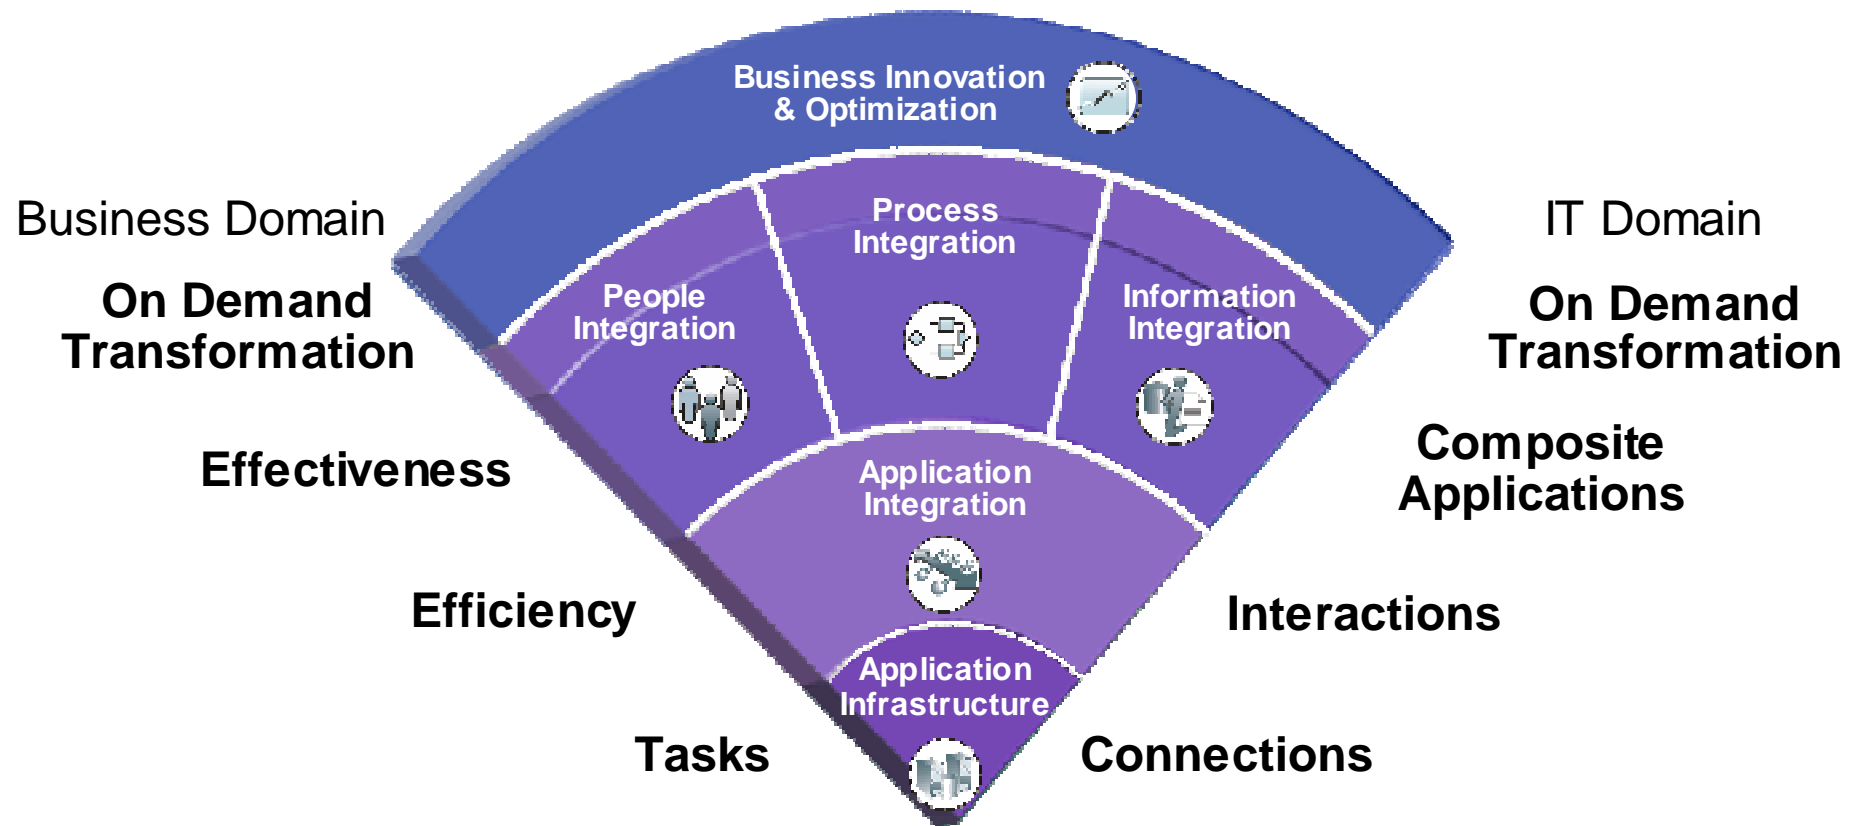 Business Innovation
& Optimization
Business Domain
Process
Integration
IT Domain
On Demand
Transformation
People
Integration
Information
Integration
On Demand
Transformation
Effectiveness
Application
Integration
Composite
Applications
Efficiency
Interactions
Application
Infrastructure
Tasks
Connections